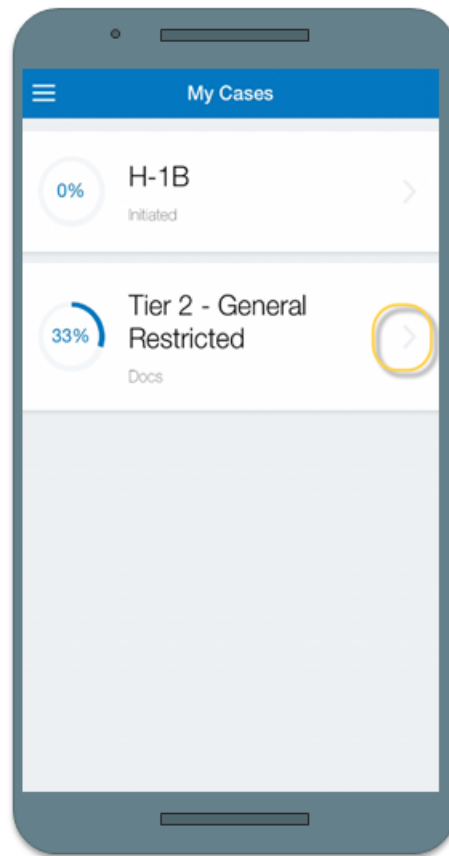 My Cases
0%
H-1B
Initiated
33%
Tier 2 - General
Restricted
Docs